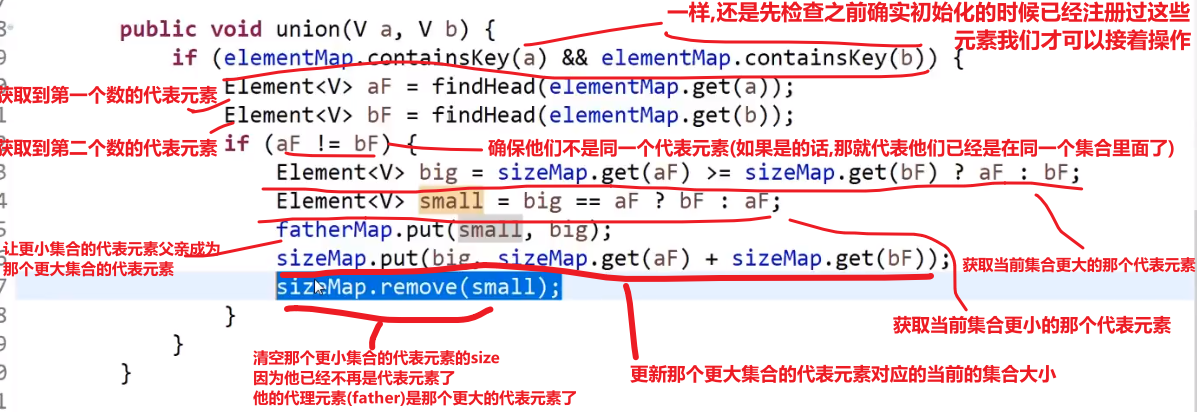 一样,还是先检查之前确实初始化的时候已经注册过这些
元素我们才可以接着操作
public void union(V a, V b) {
if (elementMap.containsKey(a) && elementMap.containsKey(b)) {
Element<V> aF = findHead(elementMap.get(a));
获取到第一个数的代表元素
Element<V> bF = findHead(elementMap.get(b));
获取到第二个数的代表元素
if (aF != bF) {
确保他们不是同一个代表元素(如果是的话,那就代表他们已经是在同一个集合里面了)
Element<V> big = sizeMap.get(aF) >= sizeMap.get(bF) ? aF : bF;
Element<V> small = big == aF ? bF : aF;
fatherMap.put(small, big);
让更小集合的代表元素父亲成为
那个更大集合的代表元素
sizeMap.put(big, sizeMap.get(aF) + sizeMap.get(bF));
获取当前集合更大的那个代表元素
sizeMap.remove(small);
}
获取当前集合更小的那个代表元素
}
清空那个更小集合的代表元素的size
因为他已经不再是代表元素了
他的代理元素(father)是那个更大的代表元素了
更新那个更大集合的代表元素对应的当前的集合大小
}